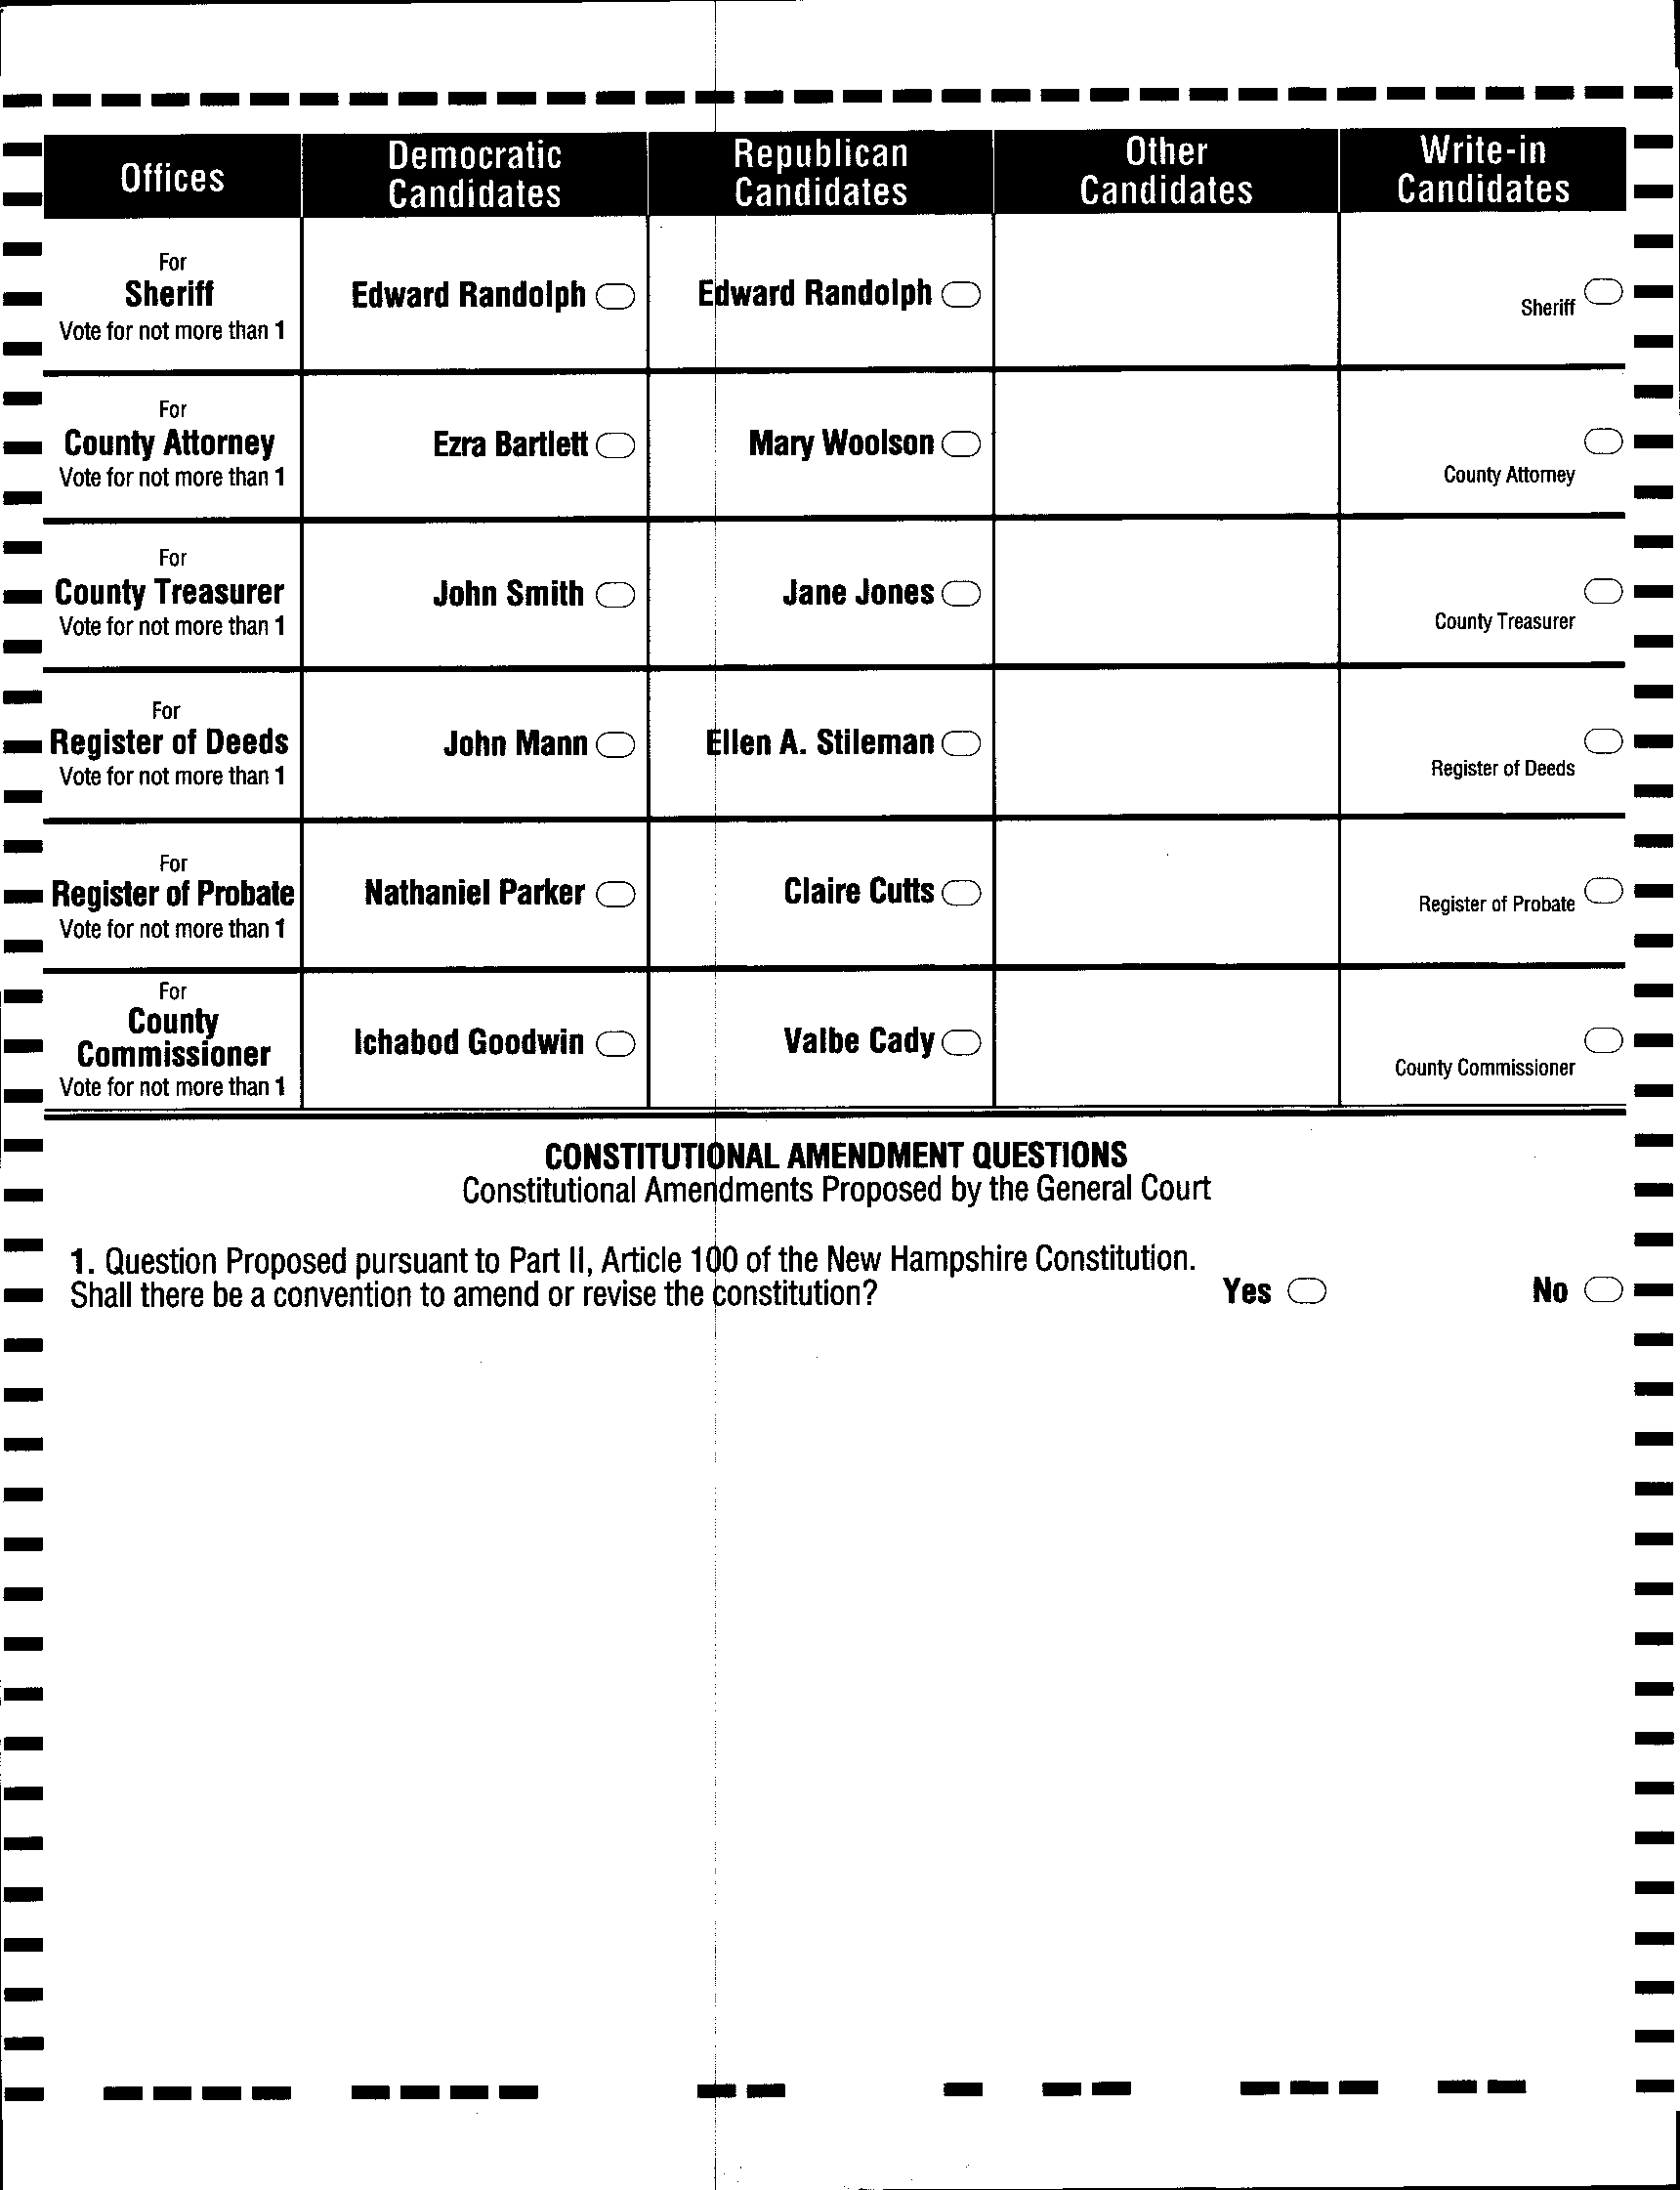 Offices
Democratic
Candidates
Republican
Candidates
Other
Candidates
Write-in
Candidates
For
Sheriff
Vote for not more than 1
Edward Randolph
Edward Randolph
Sheriff
For
County Attorney
Vote for not more than 1
Ezra Bartlett
Mary Woolson
County Attorney
For
County Treasurer
Vote for not more than 1
John Smith
Jane Jones
County Treasurer
For
Register of Deeds
Vote for not more than 1
John Mann
Ellen A. Stileman
Register of Deeds
For
Register of Probate
Vote for not more than 1
Nathaniel Parker
Claire Cutts
Register of Probate
For
County
Commissioner
Vote for not more than 1
Ichabod Goodwin
Valbe Cady
County Commissioner
CONSTITUTIONAL AMENDMENT QUESTIONS
Constitutional Amendments Proposed by the General Court
1. Question Proposed pursuant to Part II, Article 100 of the New Hampshire Constitution.
Shall there be a convention to amend or revise the constitution?
Yes
No